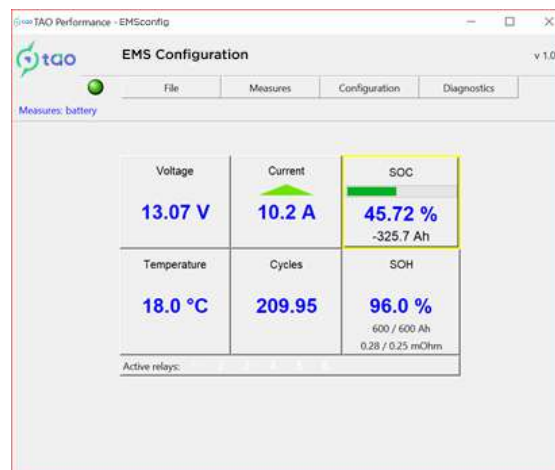 TAO Performance - EMSconfig
tao
EMS Configuration
v 1.0
File
Measures
Configuration
Diagnostics
Measures: battery
Voltage
13.07 V
Current
10.2 A
SOC
45.72 %
-325.7 Ah
Temperature
18.0 °C
Cycles
209.95
SOH
96.0 %
600 / 600 Ah
0.28 / 0.25 mOhm
Active relays: